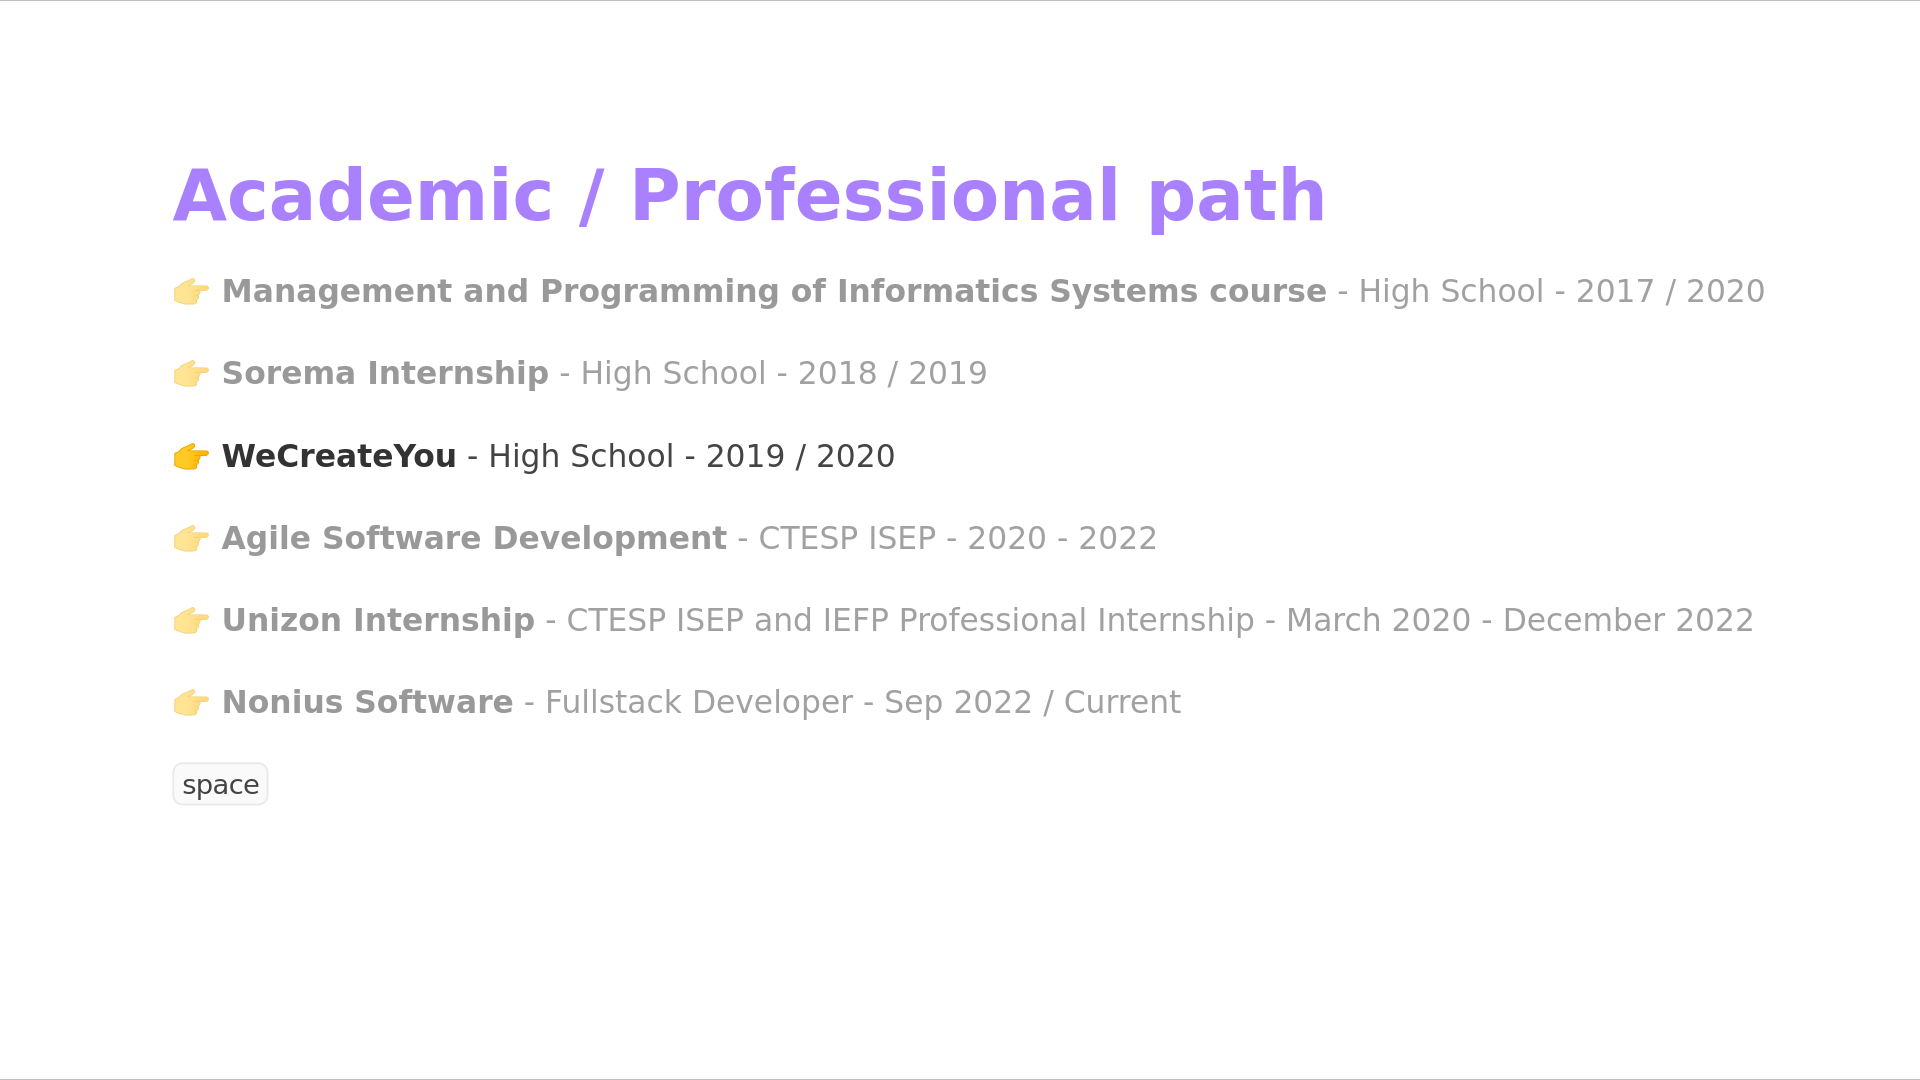 Academic / Professional path
👉 Management and Programming of Informatics Systems course - High School - 2017 / 2020
👉 Sorema Internship - High School - 2018 / 2019
👉 WeCreateYou - High School - 2019 / 2020
👉 Agile Software Development - CTESP ISEP - 2020 - 2022
👉 Unizon Internship - CTESP ISEP and IEFP Professional Internship - March 2020 - December 2022
👉 Nonius Software - Fullstack Developer - Sep 2022 / Current
space